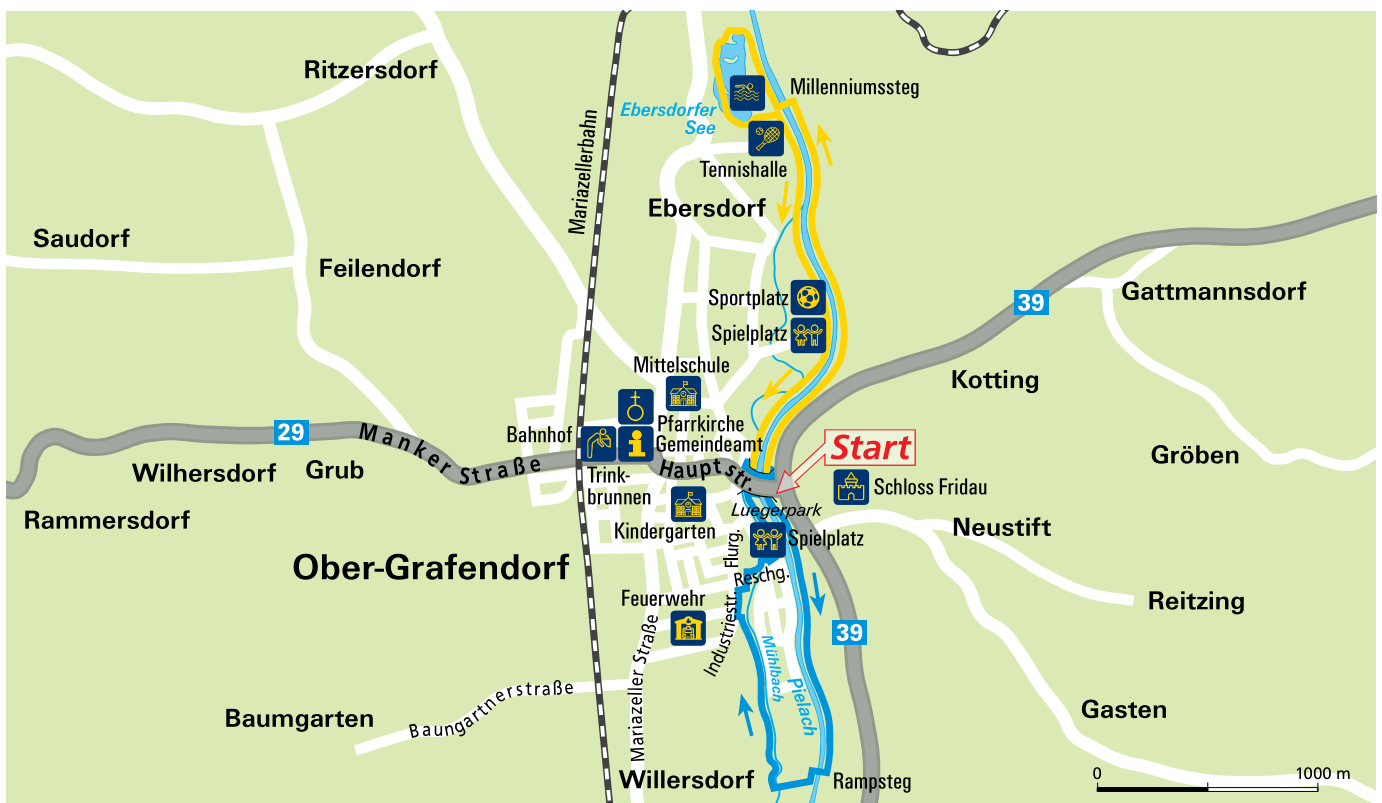 Ritzersdorf
Millenniumssteg
Ebersdorfer
See
Mariazellerbahn
Tennishalle
Ebersdorf
Saudorf
Feilendorf
Sportplatz
39
Gattmannsdorf
Spielplatz
Mittelschule
Kotting
29
Manker Straße
Bahnhof
Pfarrkirche
Gemeindeamt
Start
Wilhersdorf
Grub
Trink-
brunnen
Hauptstr.
Gröben
Schloss Fridau
Rammersdorf
Luegerpark
Kindergarten
Neustift
Spielplatz
Flurg.
Ober-Grafendorf
Reschg.
Feuerwehr
Reitzing
Industriestr.
39
Mariazeller Straße
Mühlbach
Pielach
Baumgartnerstraße
Baumgarten
Gasten
Willersdorf
Rampsteg
0 1000 m